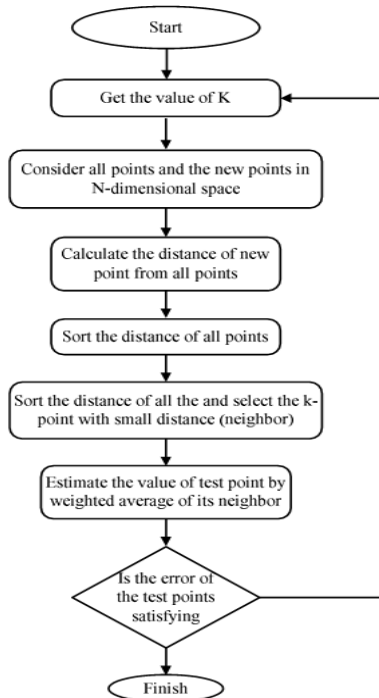 Start
Get the value of K
Consider all points and the new points in
N-dimensional space
Calculate the distance of new
point from all points
Sort the distance of all points
Sort the distance of all the and select the k-
point with small distance (neighbor)
Estimate the value of test point by
weighted average of its neighbor
Is the error of
the test points
satisfying
Finish